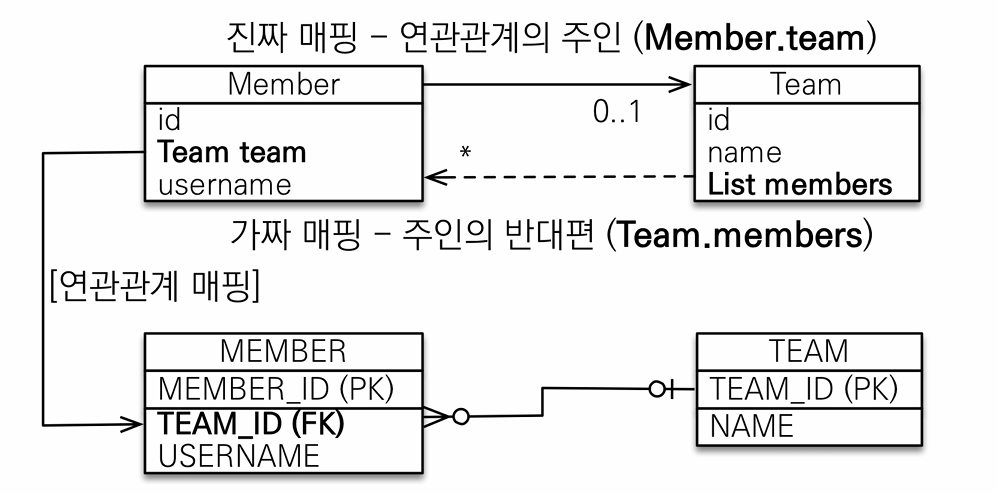 진짜 매핑 – 연관관계의 주인 (Member.team)
Member
id
Team team
username
0..1
*
Team
id
name
List members
가짜 매핑 – 주인의 반대편 (Team.members)
[연관관계 매핑]
MEMBER
MEMBER_ID (PK)
TEAM_ID (FK)
USERNAME
TEAM
TEAM_ID (PK)
NAME